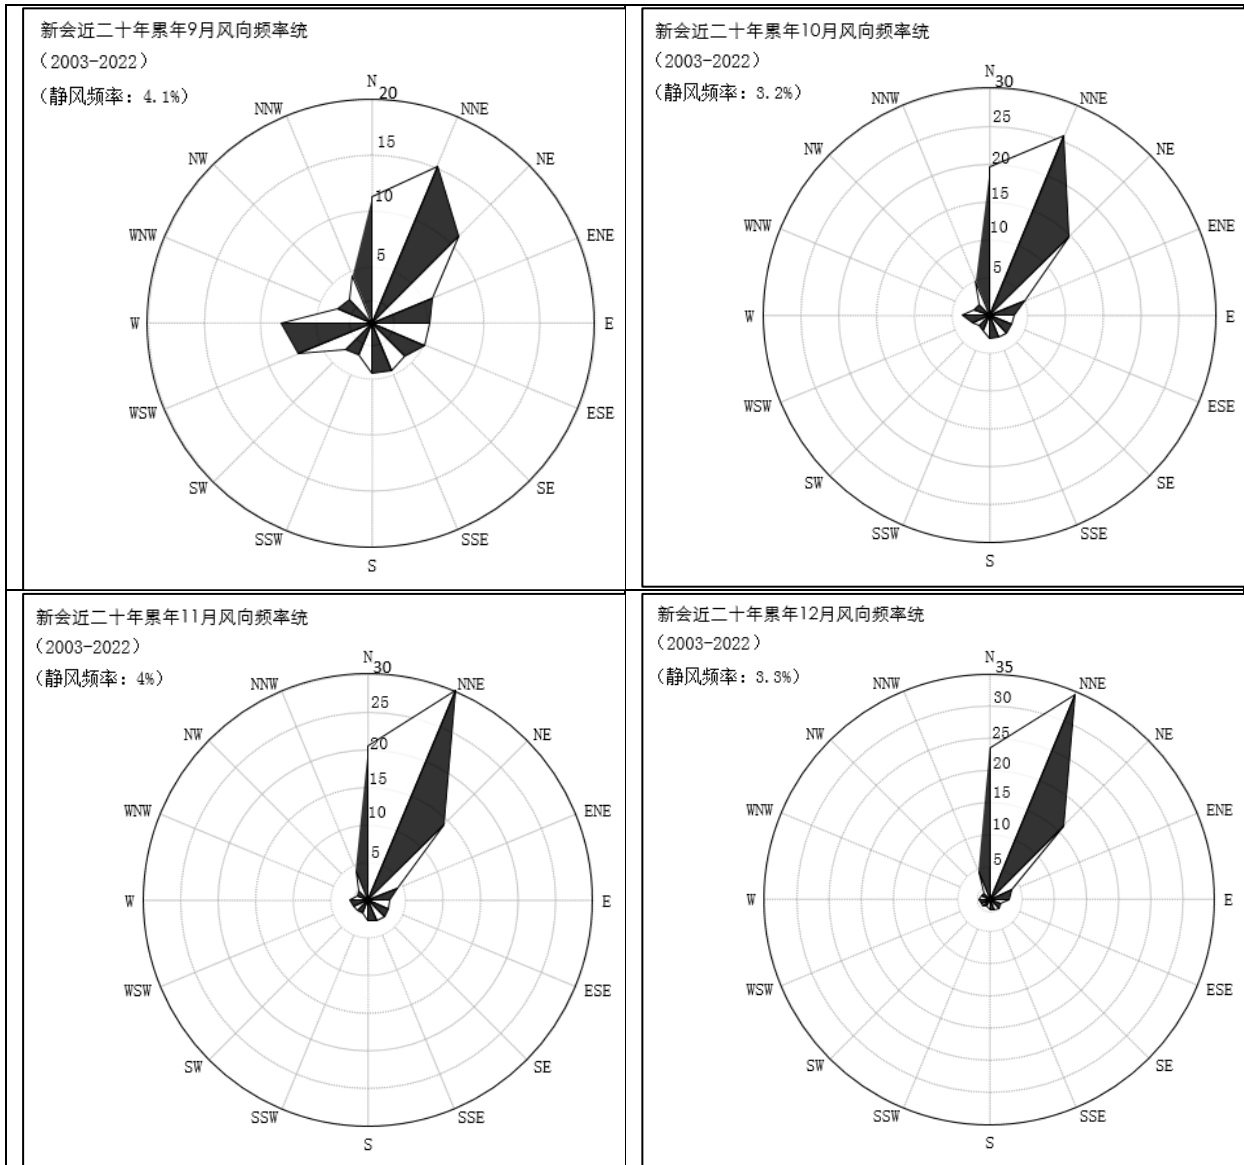 新会近二十年累年9月风向频率统
（2003-2022）
（静风频率: 4.1%）
N
20
NNW
NNE
15
NW
NE
10
WNW
ENE
5
W
E
WSW
ESE
SW
SE
SSW
SSE
S
新会近二十年累年10月风向频率统
（2003-2022）
（静风频率: 3.2%）
N
30
NNW
NNE
25
NW
NE
20
15
WNW
ENE
10
5
W
E
WSW
ESE
SW
SE
SSW
SSE
S
新会近二十年累年11月风向频率统
（2003-2022）
（静风频率: 4%）
N
30
NNW
NNE
25
NW
NE
20
15
WNW
ENE
10
5
W
E
WSW
ESE
SW
SE
SSW
SSE
S
新会近二十年累年12月风向频率统
（2003-2022）
（静风频率: 3.3%）
N
35
NNW
NNE
30
NW
NE
25
20
15
WNW
ENE
10
5
W
E
WSW
ESE
SW
SE
SSW
SSE
S